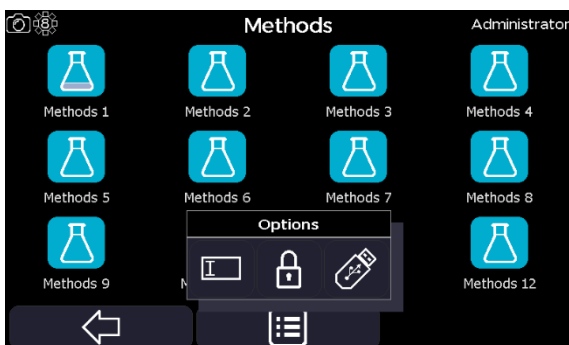 8
Methods
Administrator
Methods 1
Methods 2
Methods 3
Methods 4
Methods 5
Methods 6
Methods 7
Methods 8
Options
Methods 9
Methods 12